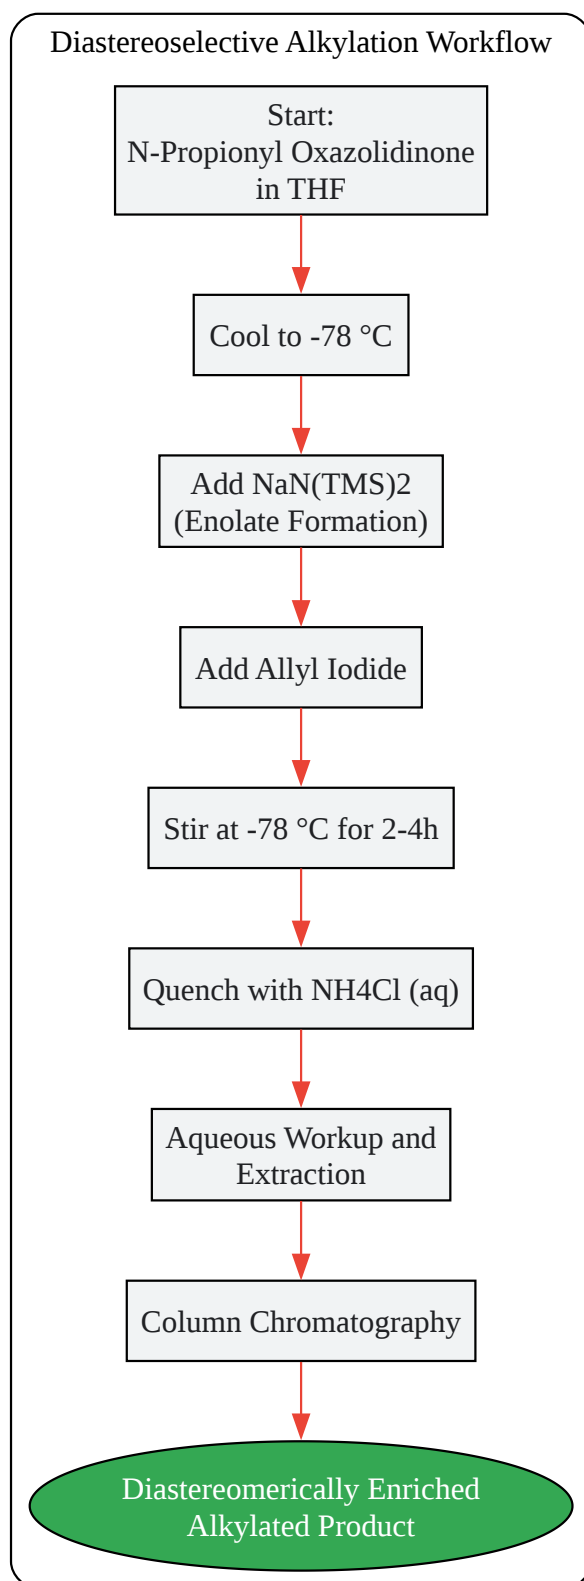 Diastereoselective Alkylation Workflow
Start:
N-Propionyl Oxazolidinone
in THF
Cool to -78 °C
Add NaN(TMS)2
(Enolate Formation)
Add Allyl Iodide
Stir at -78 °C for 2-4h
Quench with NH4Cl (aq)
Aqueous Workup and
Extraction
Column Chromatography
Diastereomerically Enriched
Alkylated Product